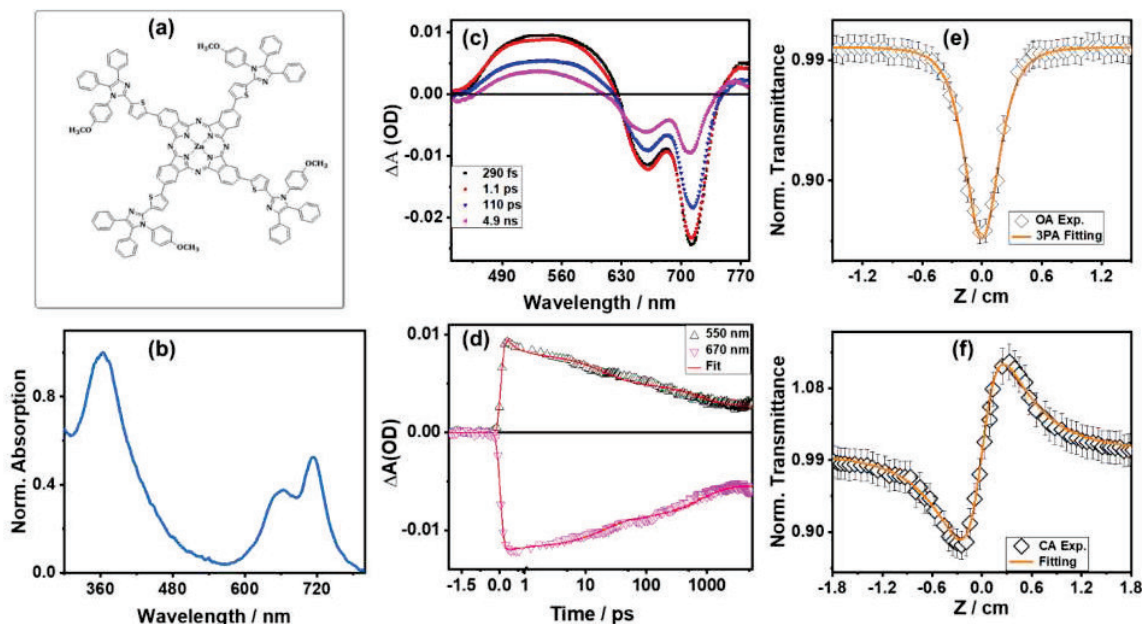 (a)
H₃CO
OCH₃
N
N
N
N
S
S
H₃CO
N
N
N
N
N
Zn
N
N
N
OCH₃
S
S
N
N
N
N
OCH₃
(b)
Norm. Absorption
0.8
0.4
0.0
360 480 600 720
Wavelength / nm
(c)
ΔA (OD)
0.01
0.00
-0.01
-0.02
290 fs
1.1 ps
110 ps
4.9 ns
490 560 630 700 770
Wavelength / nm
(d)
ΔA(OD)
0.01
0.00
-0.01
550 nm
670 nm
Fit
-1.5 0.0 1 10 100 1000
Time / ps
(e)
Norm. Transmittance
0.99
0.90
OA Exp.
3PA Fitting
-1.2 -0.6 0.0 0.6 1.2
Z / cm
(f)
Norm. Transmittance
1.08
0.99
0.90
CA Exp.
Fitting
-1.8 -1.2 -0.6 0.0 0.6 1.2 1.8
Z / cm